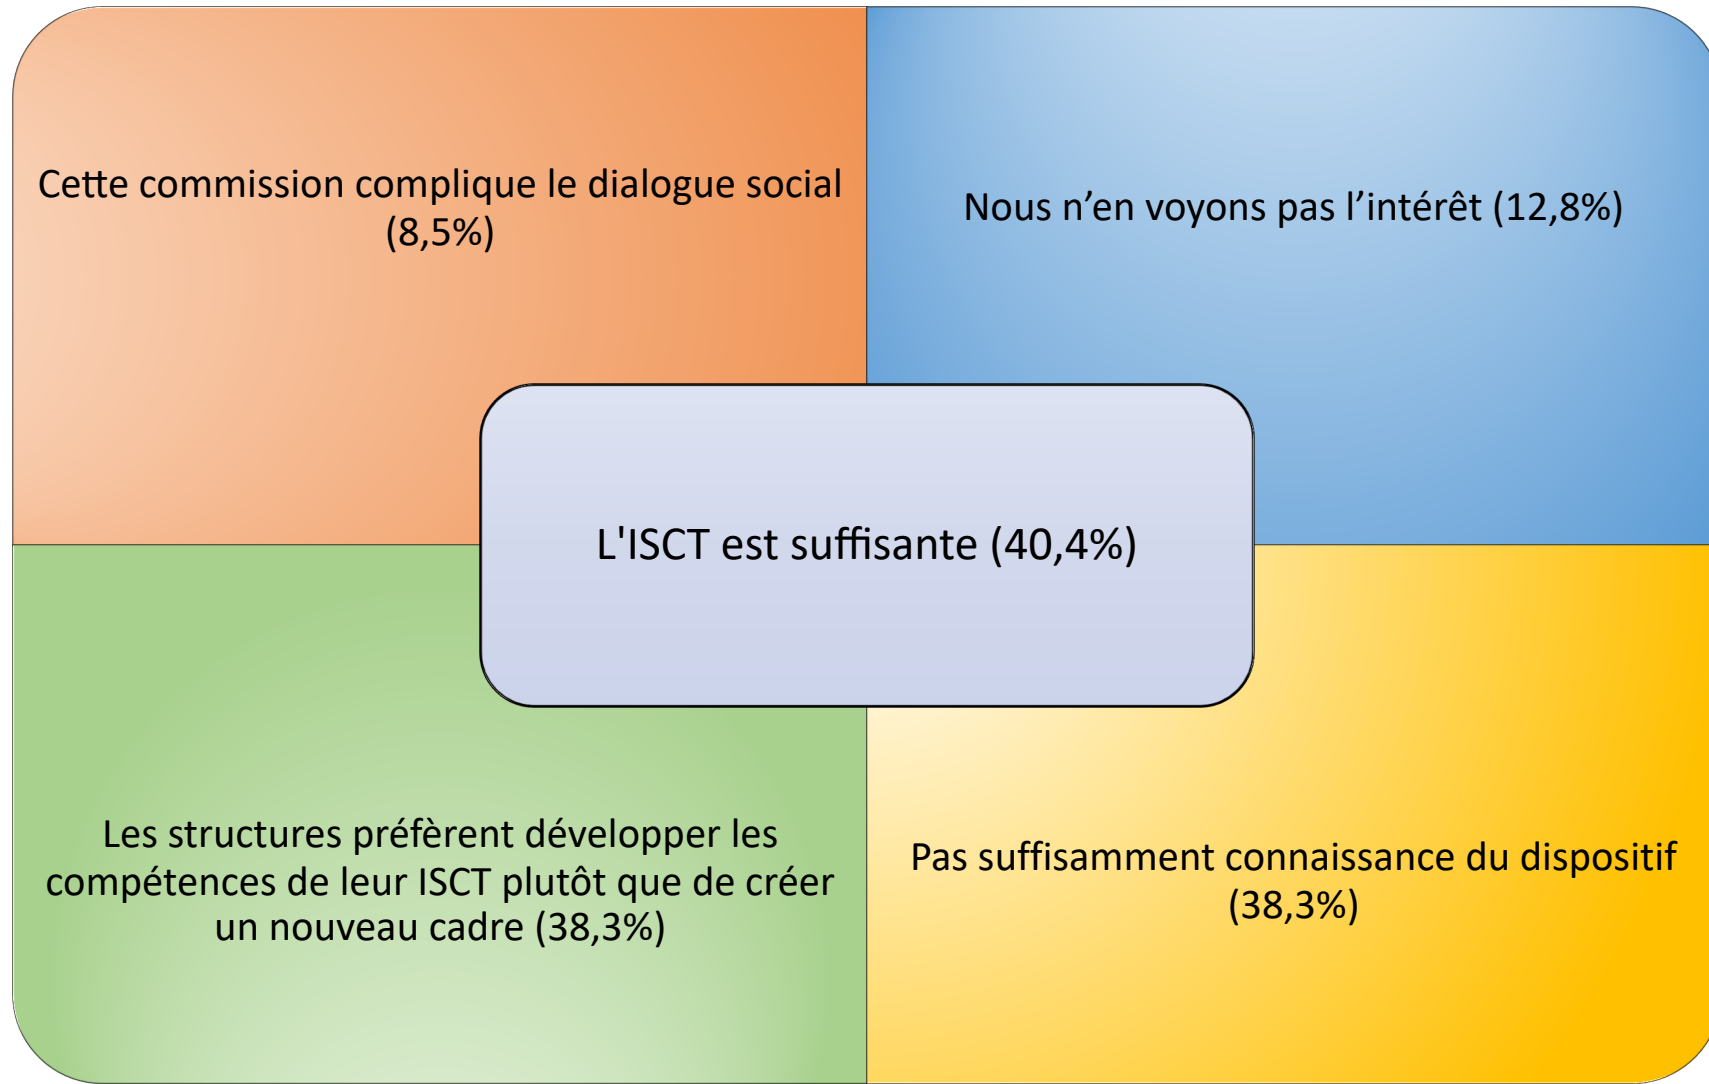 Cette commission complique le dialogue social
(8,5%)
Nous n’en voyons pas l’intérêt (12,8%)
L'ISCT est suffisante (40,4%)
Les structures préfèrent développer les
compétences de leur ISCT plutôt que de créer
un nouveau cadre (38,3%)
Pas suffisamment connaissance du dispositif
(38,3%)